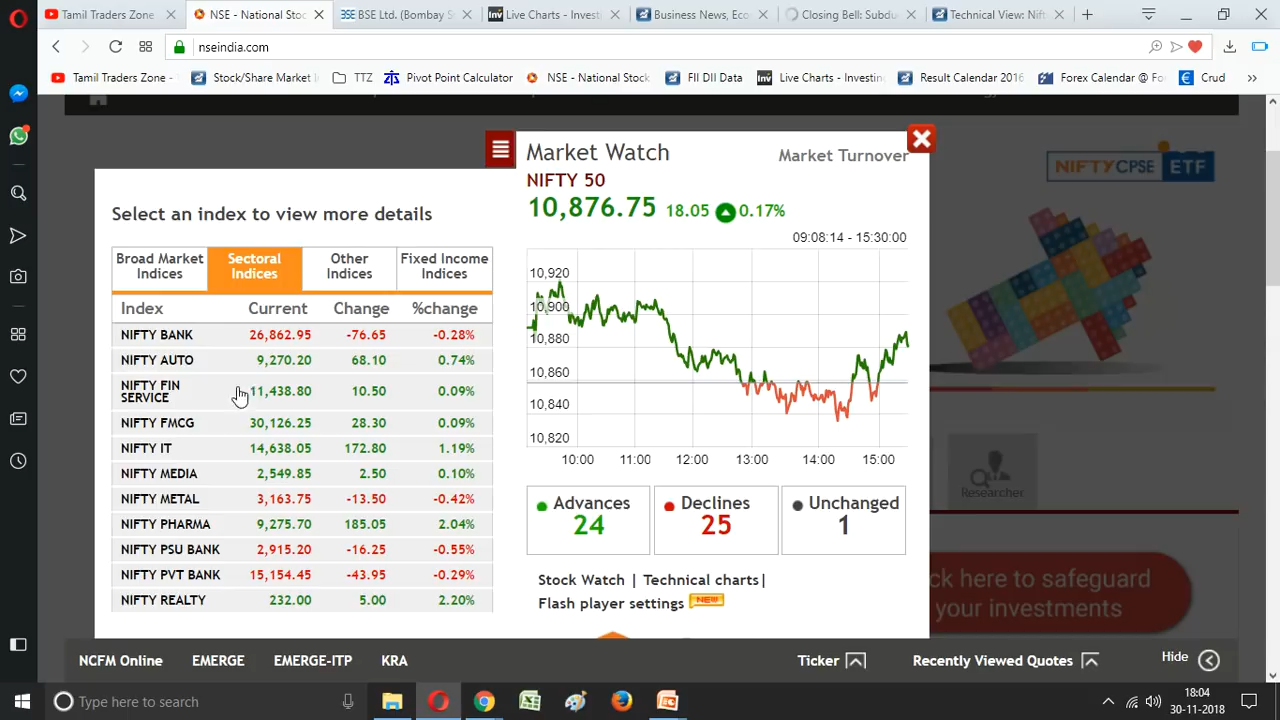 Tamil Traders Zone
NSE - National Stoc
BSE Ltd. (Bombay S
Live Charts - Investi
Business News, Eco
Closing Bell: Subdu
Technical View: Nift
nseindia.com
Tamil Traders Zone -
Stock/Share Market I
TTZ
Pivot Point Calculator
NSE - National Stock
FII DII Data
Live Charts - Investing
Result Calendar 2016
Forex Calendar @ Fo
Crud
NIFTYCPSE ETF
Market Watch
Market Turnover
NIFTY 50
10,876.75 18.05 0.17%
09:08:14 - 15:30:00
Select an index to view more details
Broad Market Indices
Sectoral Indices
Other Indices
Fixed Income Indices
Index Current Change %change
NIFTY BANK 26,862.95 -76.65 -0.28%
NIFTY AUTO 9,270.20 68.10 0.74%
NIFTY FIN SERVICE 11,438.80 10.50 0.09%
NIFTY FMCG 30,126.25 28.30 0.09%
NIFTY IT 14,638.05 172.80 1.19%
NIFTY MEDIA 2,549.85 2.50 0.10%
NIFTY METAL 3,163.75 -13.50 -0.42%
NIFTY PHARMA 9,275.70 185.05 2.04%
NIFTY PSU BANK 2,915.20 -16.25 -0.55%
NIFTY PVT BANK 15,154.45 -43.95 -0.29%
NIFTY REALTY 232.00 5.00 2.20%
10,920
10,900
10,880
10,860
10,840
10,820
10:00 11:00 12:00 13:00 14:00 15:00
Advances 24
Declines 25
Unchanged 1
Stock Watch | Technical charts|
Flash player settings NEW
Researcher
ck here to safeguard
your investments
NCFM Online
EMERGE
EMERGE-ITP
KRA
Ticker
Recently Viewed Quotes
Hide
Type here to search
18:04
30-11-2018